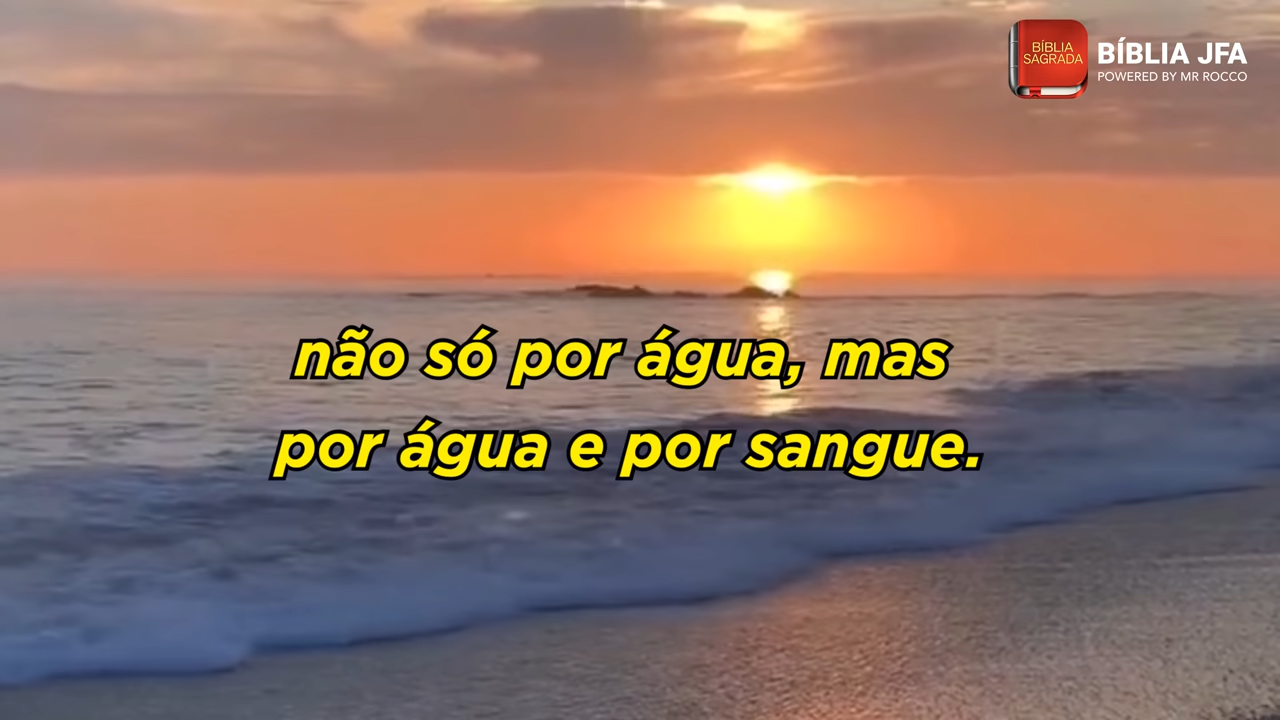 BÍBLIA
SAGRADA
BÍBLIA JFA
POWERED BY MR ROCCO
não só por água, mas
por água e por sangue.